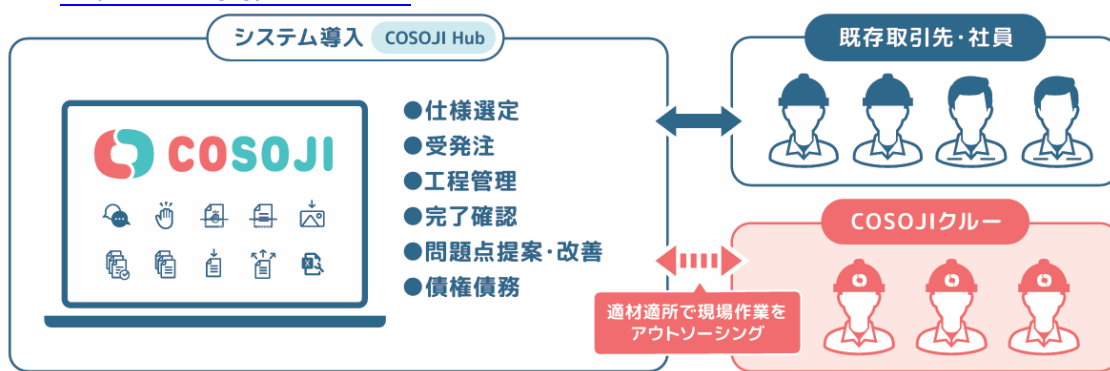 システム導入 COSOJI Hub
COSOJI
●仕様選定
●受発注
●工程管理
●完了確認
●問題点提案・改善
●債権債務
既存取引先・社員
COSOJIクルー
適材適所で現場作業を
アウトソーシング